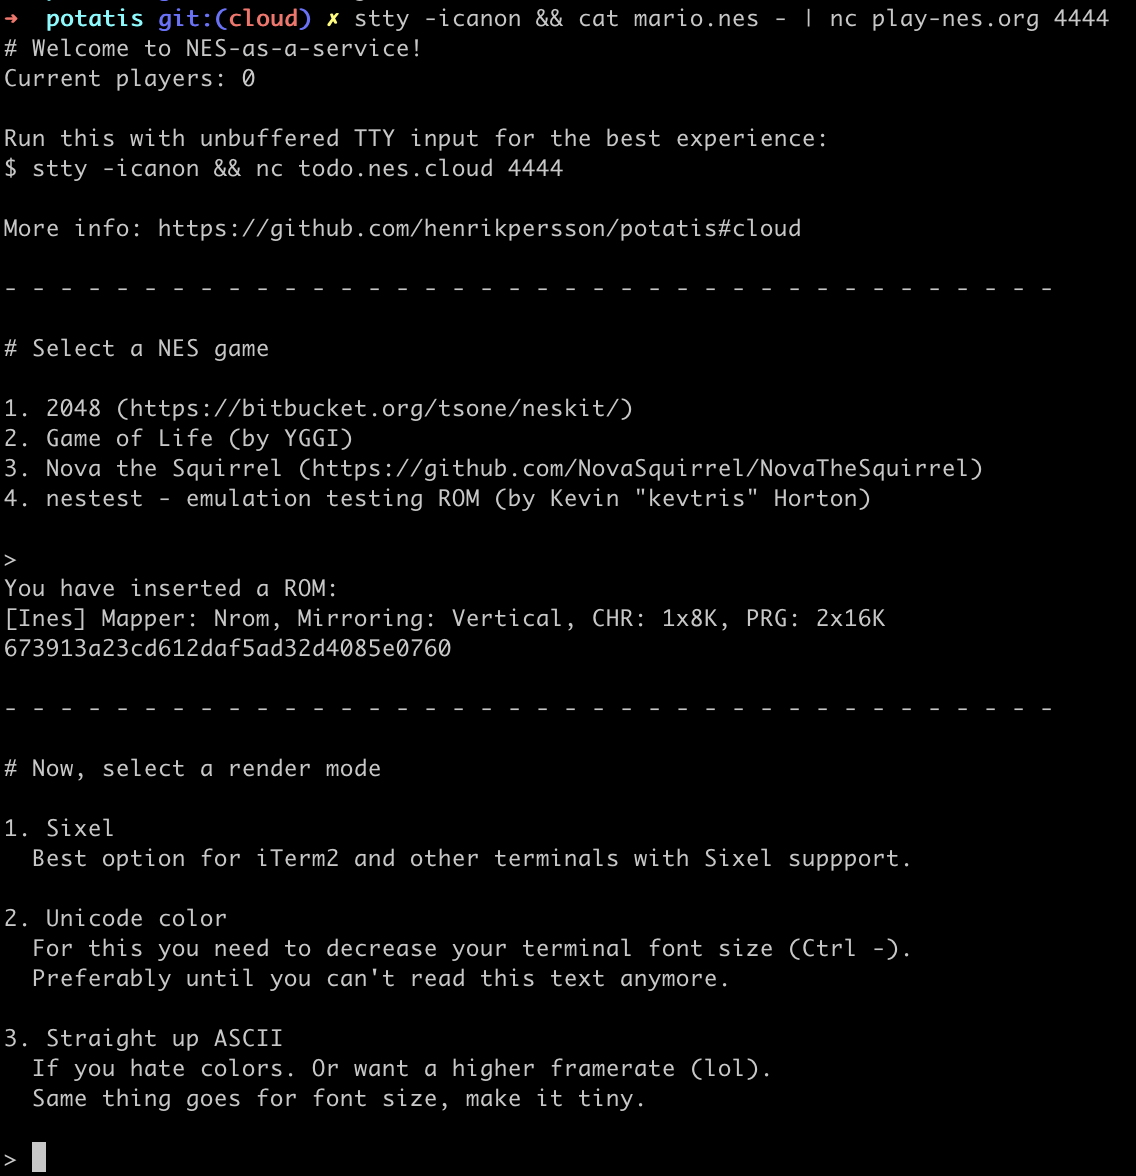 ➜  potatis git:(cloud) ✗ stty -icanon && cat mario.nes - | nc play-nes.org 4444
# Welcome to NES-as-a-service!
Current players: 0
Run this with unbuffered TTY input for the best experience:
$ stty -icanon && nc todo.nes.cloud 4444
More info: https://github.com/henrikpersson/potatis#cloud
- - - - - - - - - - - - - - - - - - - - - - - - - - - - - - - - - - - - - -
# Select a NES game
1. 2048 (https://bitbucket.org/tsone/neskit/)
2. Game of Life (by YGGI)
3. Nova the Squirrel (https://github.com/NovaSquirrel/NovaTheSquirrel)
4. nestest - emulation testing ROM (by Kevin "kevtris" Horton)
>
You have inserted a ROM:
[Ines] Mapper: Nrom, Mirroring: Vertical, CHR: 1x8K, PRG: 2x16K
673913a23cd612daf5ad32d4085e0760
- - - - - - - - - - - - - - - - - - - - - - - - - - - - - - - - - - - - - -
# Now, select a render mode
1. Sixel
  Best option for iTerm2 and other terminals with Sixel suppport.
2. Unicode color
  For this you need to decrease your terminal font size (Ctrl -).
  Preferably until you can't read this text anymore.
3. Straight up ASCII
  If you hate colors. Or want a higher framerate (lol).
  Same thing goes for font size, make it tiny.
>